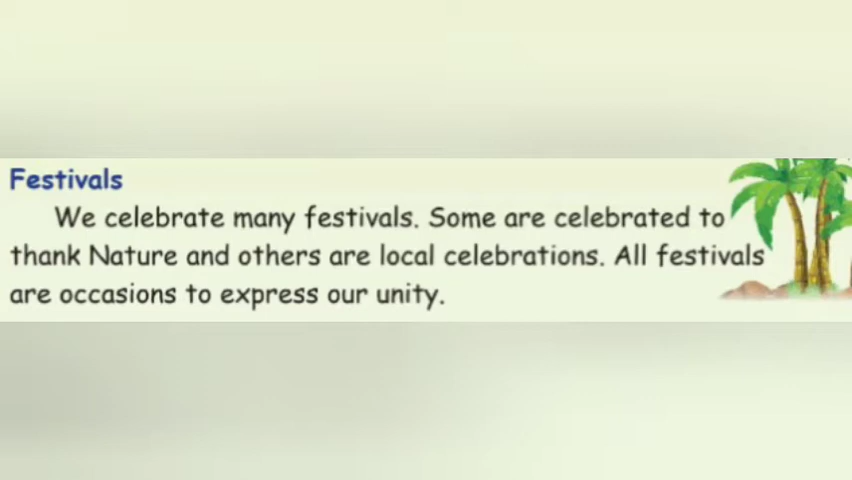 Festivals
We celebrate many festivals. Some are celebrated to
thank Nature and others are local celebrations. All festivals
are occasions to express our unity.